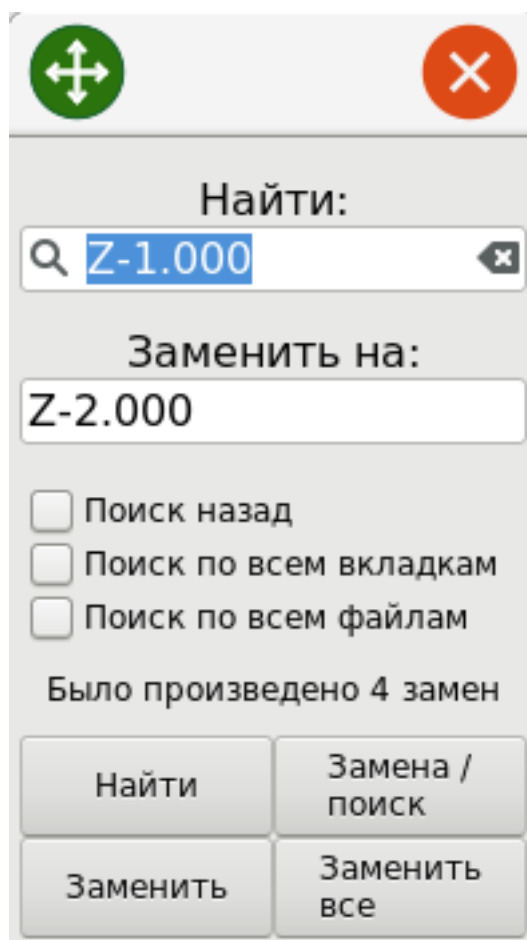 Найти:
Z-1.000
Заменить на:
Z-2.000
Поиск назад
Поиск по всем вкладкам
Поиск по всем файлам
Было произведено 4 замен
Найти
Замена /
поиск
Заменить
Заменить
все